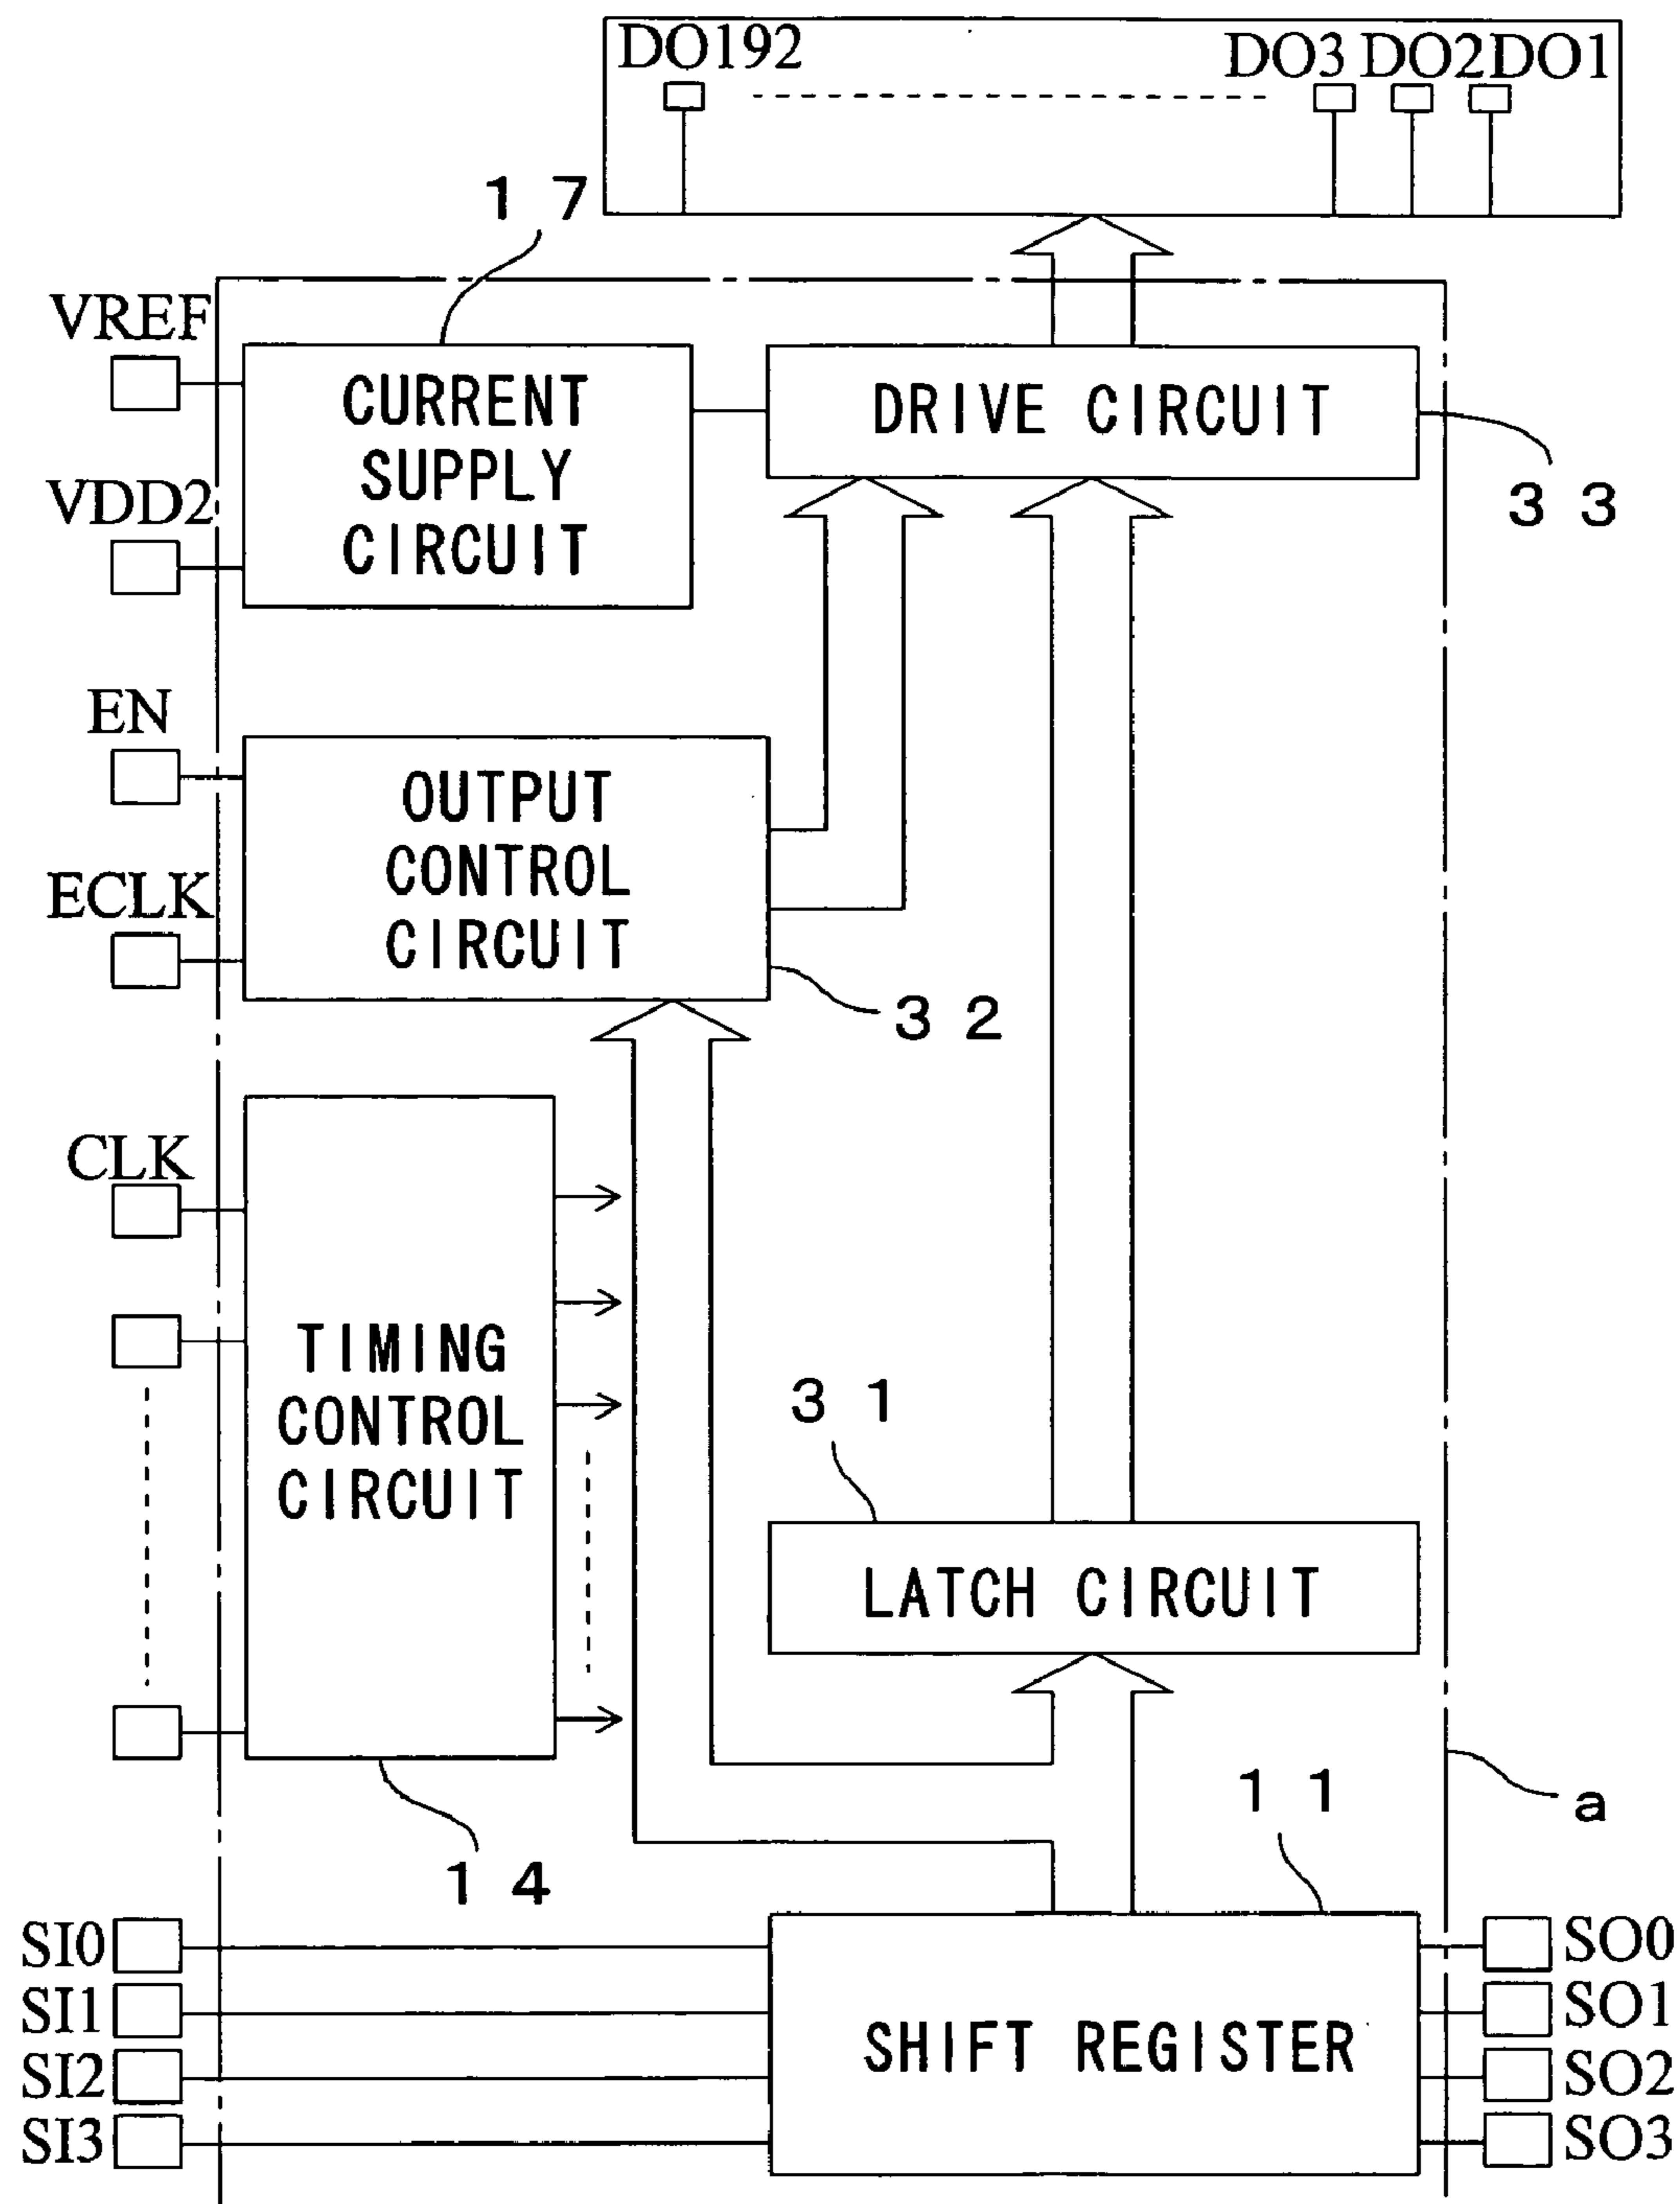 DO192 DO3 DO2 DO1
1 7
VREF
CURRENT
SUPPLY
CIRCUIT
DRIVE CIRCUIT
VDD2
3 3
EN
OUTPUT
CONTROL
CIRCUIT
ECLK
3 2
CLK
TIMING
CONTROL
CIRCUIT
3 1
LATCH CIRCUIT
1 1
a
1 4
SI0
SI1
SI2
SI3
SHIFT REGISTER
SO0
SO1
SO2
SO3